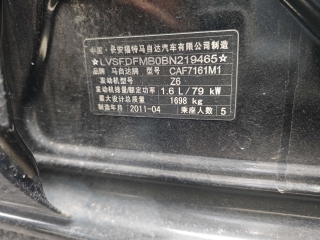 中国·长安福特马自达汽车有限公司制造
★LVSFDFMB0BN219465★
品牌 马自达牌 型号 CAF7161M1
发动机型号 Z6
发动机排量/额定功率 1.6 L/79 kW
最大设计总质量 1698 kg
制造年月 2011-04 乘座人数 5